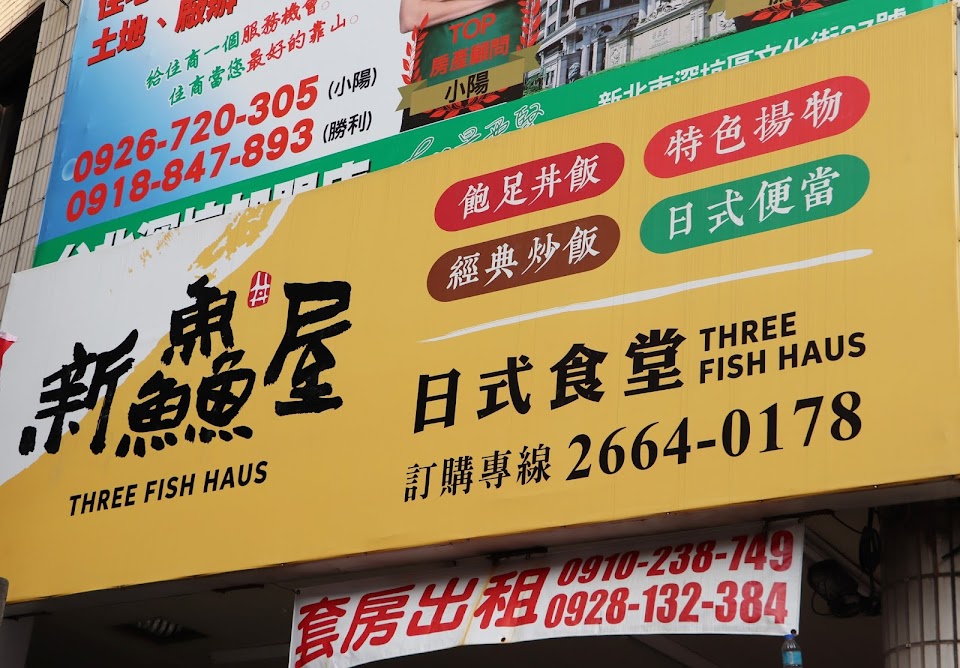 土地、廠辦
給住商一個服務機會。
住商當您最好的靠山。
0926-720-305 (小陽)
0918-847-893 (勝利)
TOP
房產顧問
小陽
新北市深坑區文化街27號
飽足丼飯
特色揚物
經典炒飯
日式便當
新鱻屋
丼
THREE FISH HAUS
日式食堂
THREE
FISH HAUS
訂購專線 2664-0178
套房出租
0910-238-749
0928-132-384